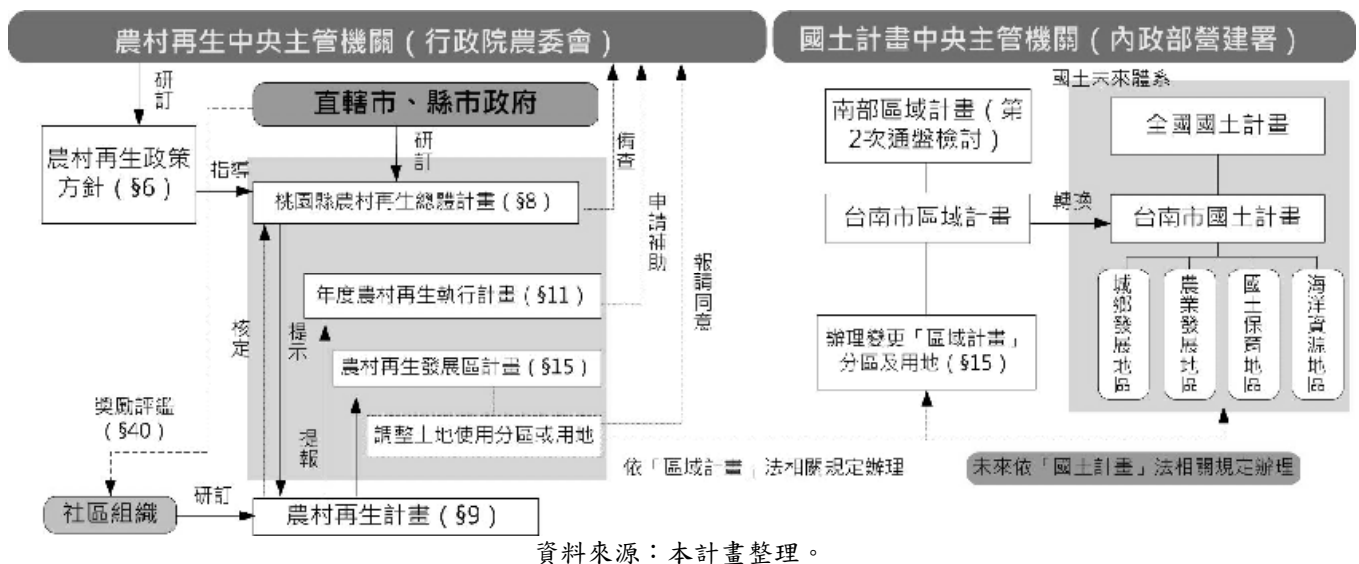 農村再生中央主管機關（行政院農委會）
國土計畫中央主管機關（內政部營建署）
研訂
直轄市、縣市政府
國土未來體系
農村再生政策
方針（§6）
指導
研訂
備查
南部區域計畫（第
2次通盤檢討）
全國國土計畫
桃園縣農村再生總體計畫（§8）
申請補助
台南市區域計畫
轉換
台南市國土計畫
報請同意
年度農村再生執行計畫（§11）
城鄉發展地區
農業發展地區
國土保育地區
海洋資源地區
核定
提示
農村再生發展區計畫（§15）
辦理變更「區域計畫」
分區及用地（§15）
獎勵評鑑
（§40）
提報
調整土地使用分區或用地
依「區域計畫」法相關規定辦理
未來依「國土計畫」法相關規定辦理
社區組織
研訂
農村再生計畫（§9）
資料來源：本計畫整理。